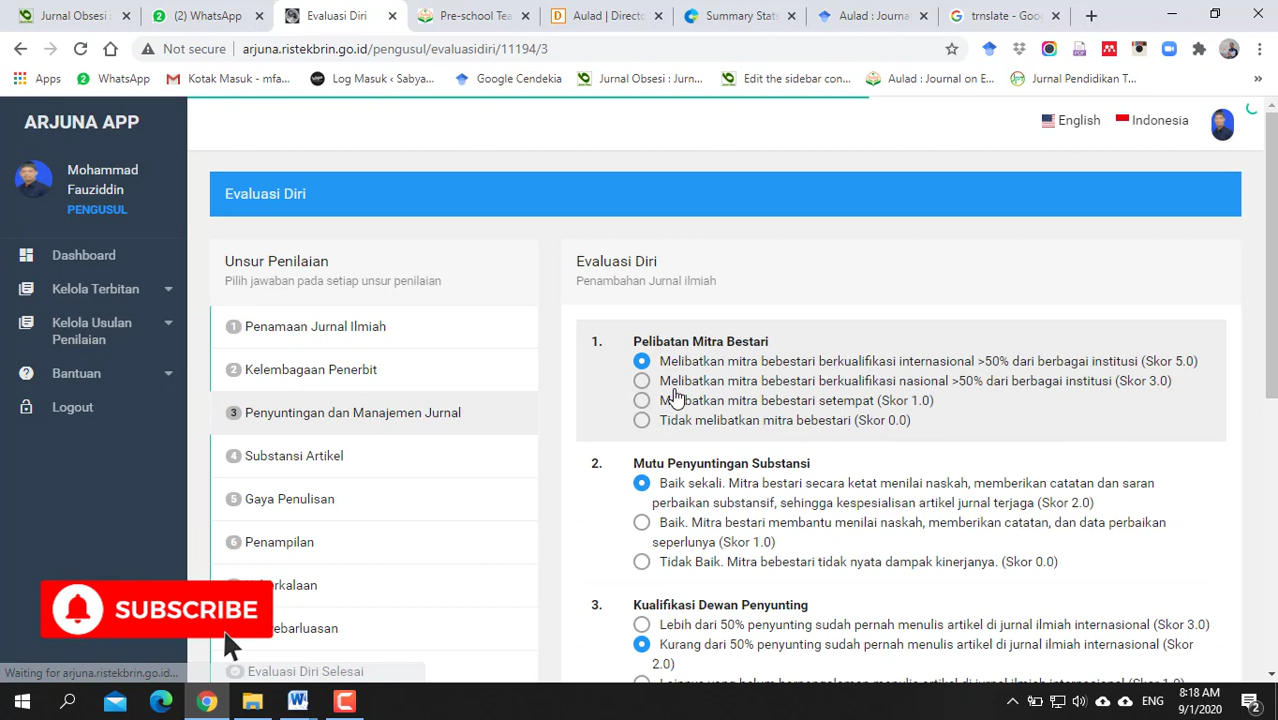 Jurnal Obsesi :
(2) WhatsApp
Evaluasi Diri
Pre-school Tea
Aulad | Direct
Summary Stat
Aulad : Journa
trnslate - Goo
Not secure
arjuna.ristekbrin.go.id/pengusul/evaluasidiri/11194/3
Apps
WhatsApp
Kotak Masuk - mfa...
Log Masuk ‹ Sabya...
Google Cendekia
Jurnal Obsesi : Jurn...
Edit the sidebar con...
Aulad : Journal on E...
Jurnal Pendidikan T...
»
ARJUNA APP
English
Indonesia
Mohammad
Fauziddin
PENGUSUL
Dashboard
Kelola Terbitan
Kelola Usulan
Penilaian
Bantuan
Logout
Evaluasi Diri
Unsur Penilaian
Pilih jawaban pada setiap unsur penilaian
1 Penamaan Jurnal Ilmiah
2 Kelembagaan Penerbit
3 Penyuntingan dan Manajemen Jurnal
4 Substansi Artikel
5 Gaya Penulisan
6 Penampilan
rkalaan
ebarluasan
Evaluasi Diri Selesai
SUBSCRIBE
Evaluasi Diri
Penambahan Jurnal ilmiah
1. Pelibatan Mitra Bestari
Melibatkan mitra bebestari berkualifikasi internasional >50% dari berbagai institusi (Skor 5.0)
Melibatkan mitra bebestari berkualifikasi nasional >50% dari berbagai institusi (Skor 3.0)
Melibatkan mitra bebestari setempat (Skor 1.0)
Tidak melibatkan mitra bebestari (Skor 0.0)
2. Mutu Penyuntingan Substansi
Baik sekali. Mitra bestari secara ketat menilai naskah, memberikan catatan dan saran
perbaikan substansif, sehingga kespesialisan artikel jurnal terjaga (Skor 2.0)
Baik. Mitra bestari membantu menilai naskah, memberikan catatan, dan data perbaikan
seperlunya (Skor 1.0)
Tidak Baik. Mitra bebestari tidak nyata dampak kinerjanya. (Skor 0.0)
3. Kualifikasi Dewan Penyunting
Lebih dari 50% penyunting sudah pernah menulis artikel di jurnal ilmiah internasional (Skor 3.0)
Kurang dari 50% penyunting sudah pernah menulis artikel di jurnal ilmiah internasional (Skor
2.0)
Waiting for arjuna.ristekbrin.go.id...
ENG
8:18 AM
9/1/2020
2